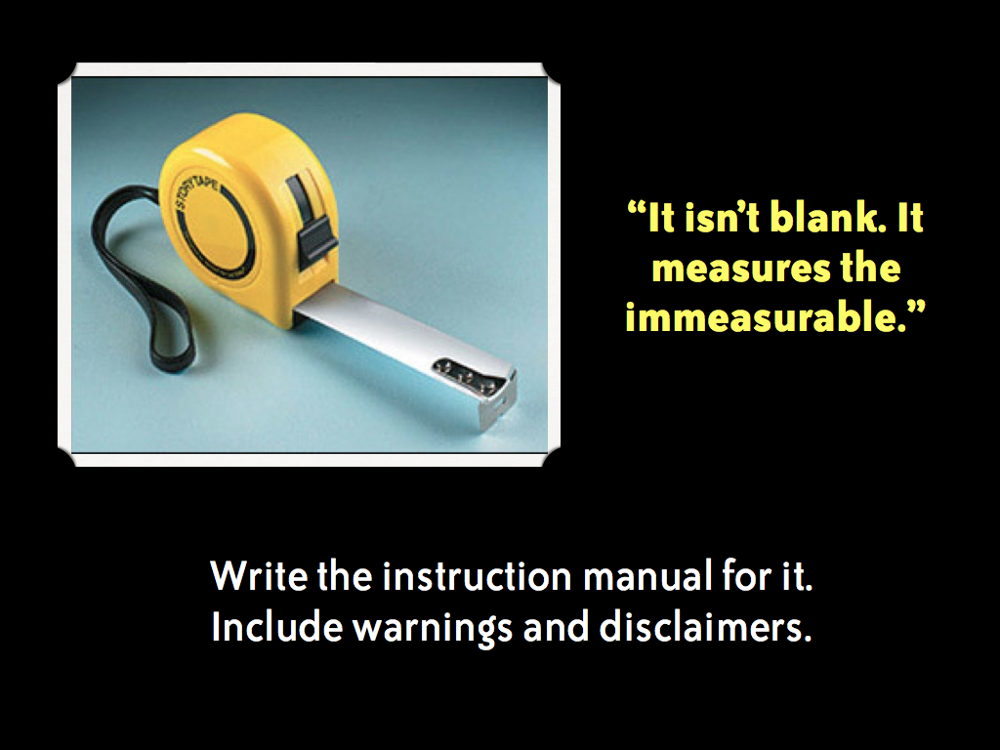 STORYTAPE
“It isn’t blank. It
measures the
immeasurable.”
Write the instruction manual for it.
Include warnings and disclaimers.